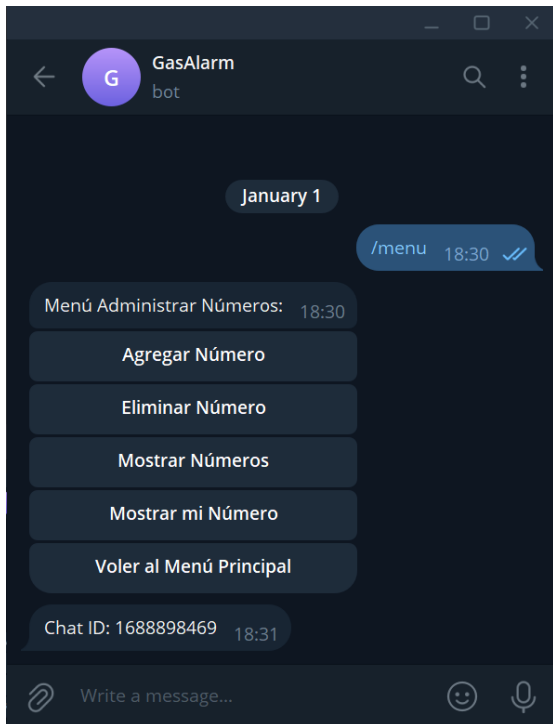 G
GasAlarm
bot
January 1
/menu 18:30
Menú Administrar Números: 18:30
Agregar Número
Eliminar Número
Mostrar Números
Mostrar mi Número
Voler al Menú Principal
Chat ID: 1688898469 18:31
Write a message...